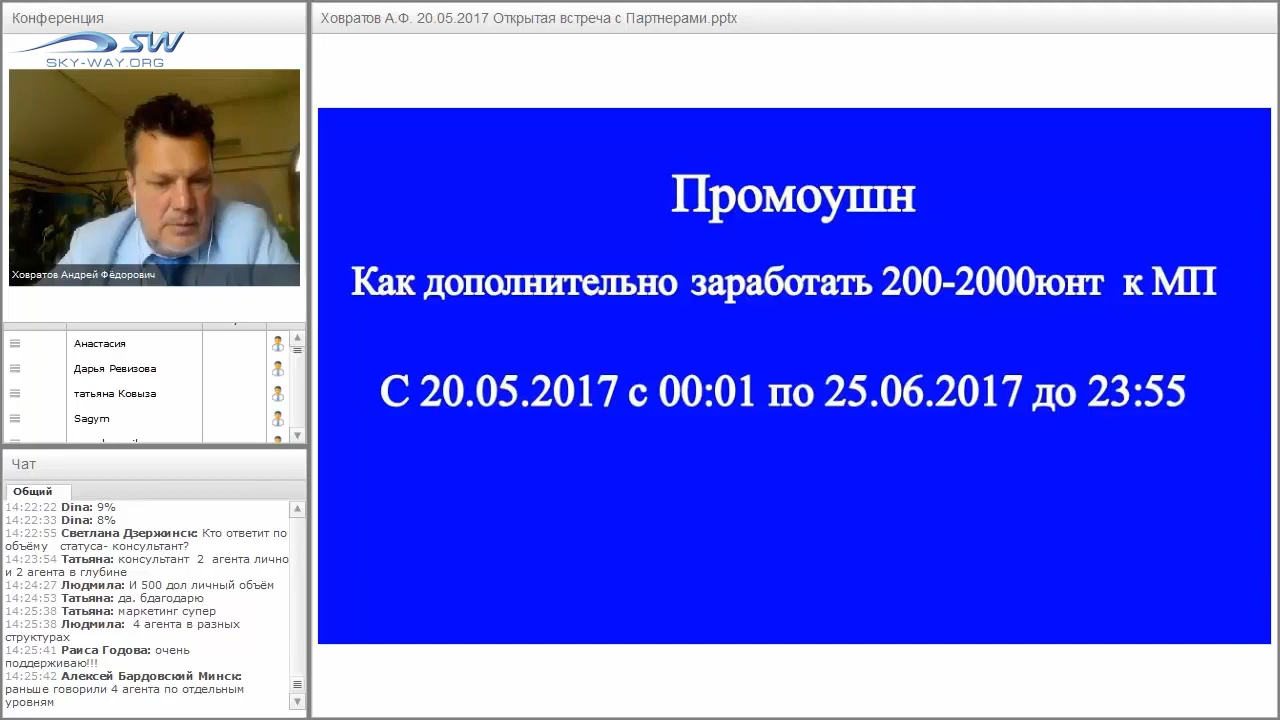 Конференция
SW
SKY-WAY.ORG
Ховратов Андрей Фёдорович
Анастасия
Дарья Ревизова
татьяна Ковыза
Sagym
Чат
Общий
14:22:22 Dina: 9%
14:22:33 Dina: 8%
14:22:55 Светлана Дзержинск: Кто ответит по
объёму статуса- консультант?
14:23:54 Татьяна: консультант 2 агента лично
и 2 агента в глубине
14:24:27 Людмила: И 500 дол личный объём
14:24:53 Татьяна: да. бдагодарю
14:25:38 Татьяна: маркетинг супер
14:25:38 Людмила: 4 агента в разных
структурах
14:25:41 Раиса Годова: очень
поддерживаю!!!
14:25:42 Алексей Бардовский Минск:
ранеще говорили 4 агента по отдельным
уровням
Ховратов А.Ф. 20.05.2017 Открытая встреча с Партнерами.pptx
Промоушн
Как дополнительно заработать 200-2000юнт к МП
С 20.05.2017 с 00:01 по 25.06.2017 до 23:55